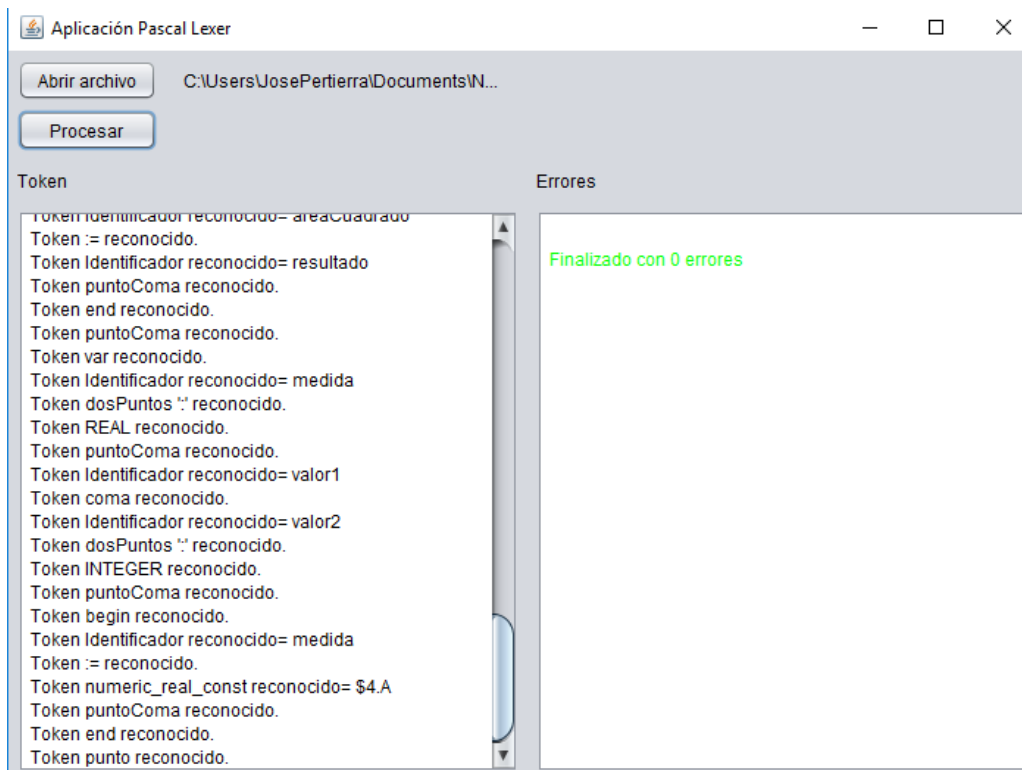 Aplicación Pascal Lexer
Abrir archivo C:\Users\JosePertierra\Documents\N...
Procesar
Token
Errores
Token Identificador reconocido= areaCuadrado
Token := reconocido.
Token Identificador reconocido= resultado
Token puntoComa reconocido.
Token end reconocido.
Token puntoComa reconocido.
Token var reconocido.
Token Identificador reconocido= medida
Token dosPuntos ':' reconocido.
Token REAL reconocido.
Token puntoComa reconocido.
Token Identificador reconocido= valor1
Token coma reconocido.
Token Identificador reconocido= valor2
Token dosPuntos ':' reconocido.
Token INTEGER reconocido.
Token puntoComa reconocido.
Token begin reconocido.
Token Identificador reconocido= medida
Token := reconocido.
Token numeric_real_const reconocido= $4.A
Token puntoComa reconocido.
Token end reconocido.
Token punto reconocido.
Finalizado con 0 errores